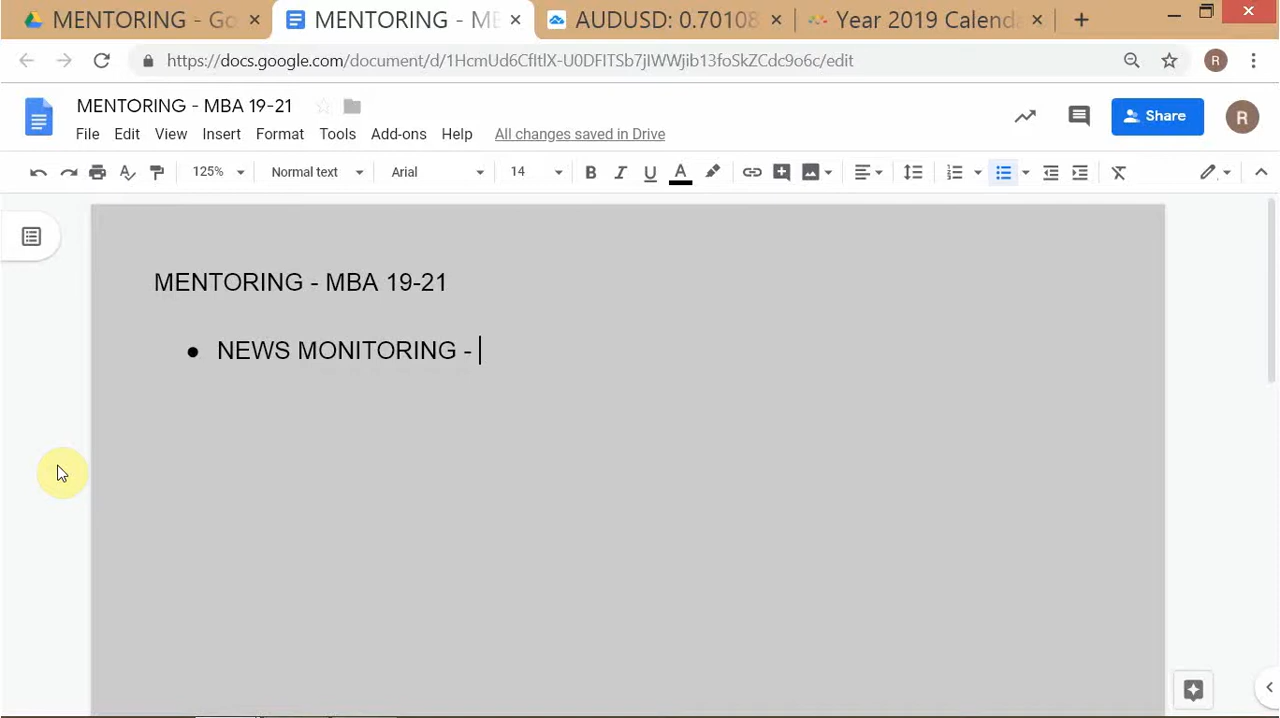 MENTORING - Go
MENTORING - ME
AUDUSD: 0.70108
Year 2019 Calenda
https://docs.google.com/document/d/1HcmUd6CfItlX-U0DFITSb7jIWWjib13foSkZCdc9o6c/edit
R
MENTORING - MBA 19-21
File Edit View Insert Format Tools Add-ons Help All changes saved in Drive
Share
R
125% Normal text Arial 14 B I U A
MENTORING - MBA 19-21
● NEWS MONITORING -